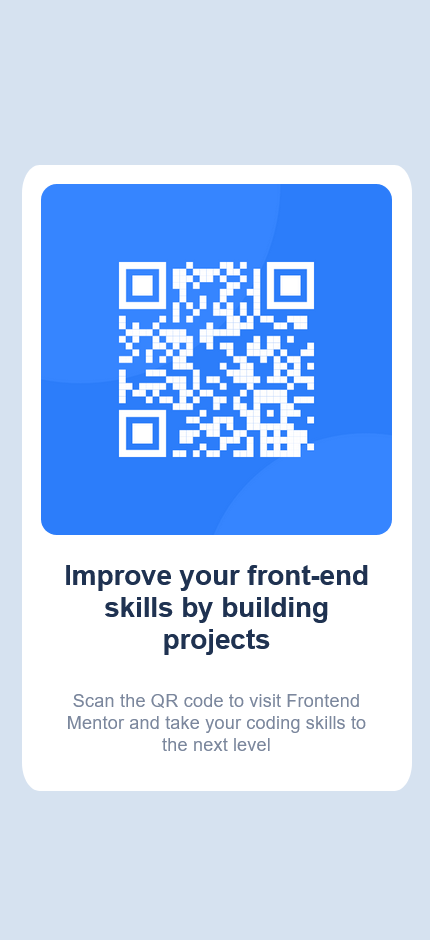 Improve your front-end
skills by building
projects
Scan the QR code to visit Frontend
Mentor and take your coding skills to
the next level